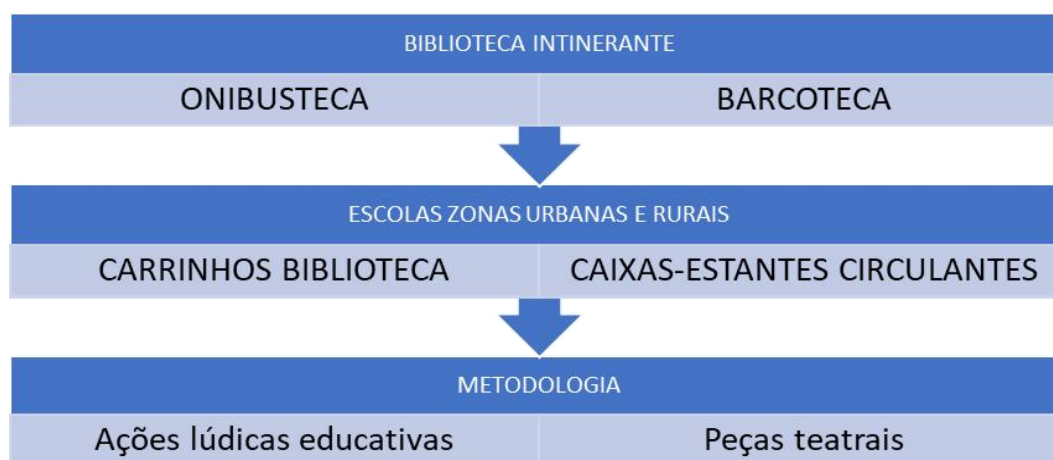 BIBLIOTECA INTINERANTE
ONIBUSTECA
BARCOTECA
ESCOLAS ZONAS URBANAS E RURAIS
CARRINHOS BIBLIOTECA
CAIXAS-ESTANTES CIRCULANTES
METODOLOGIA
Ações lúdicas educativas
Peças teatrais